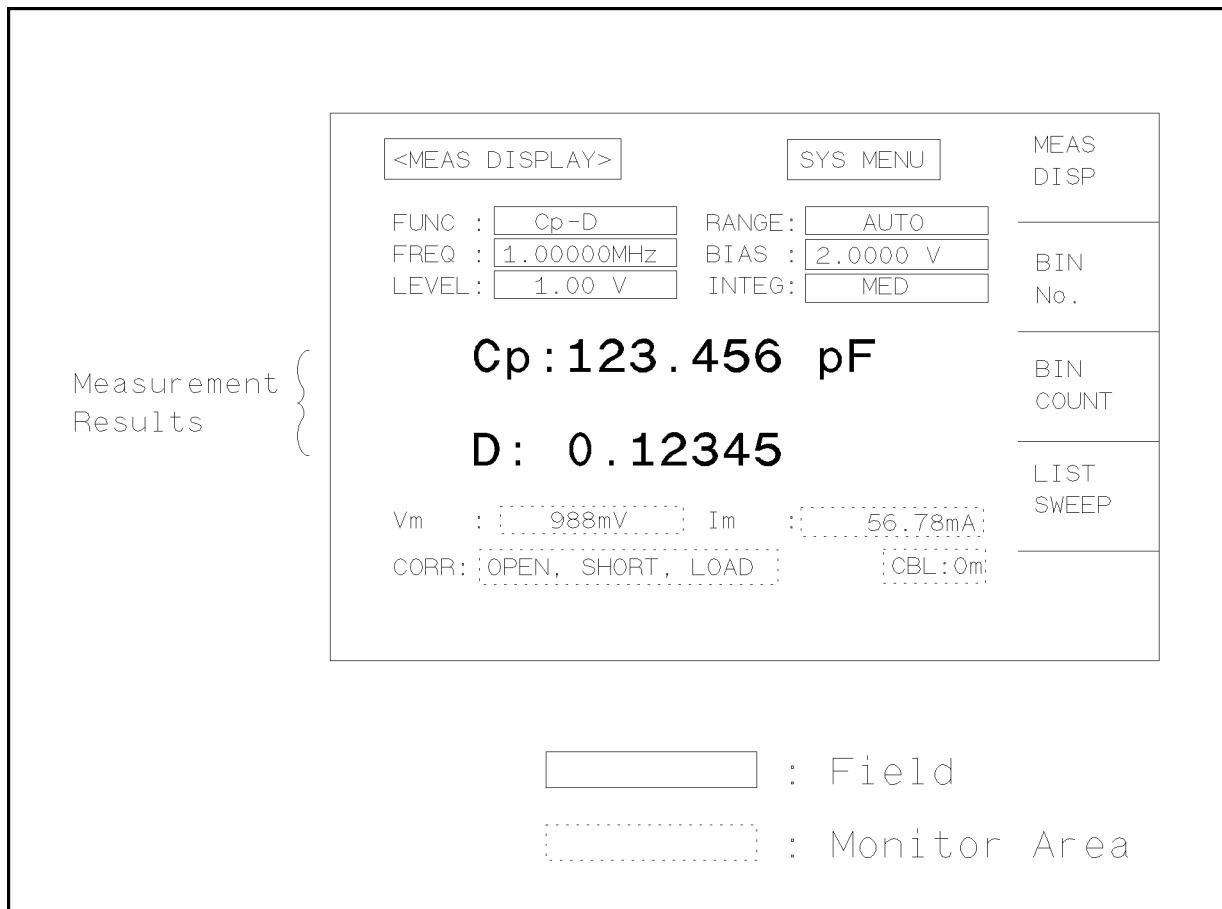 <MEAS DISPLAY> SYS MENU
FUNC : Cp-D RANGE: AUTO
FREQ : 1.00000MHz BIAS : 2.0000 V
LEVEL: 1.00 V INTEG: MED
Cp:123.456 pF
D: 0.12345
Vm : 988mV Im : 56.78mA
CORR: OPEN, SHORT, LOAD CBL:0m
MEAS
DISP
BIN
No.
BIN
COUNT
LIST
SWEEP
Measurement
Results
: Field
: Monitor Area